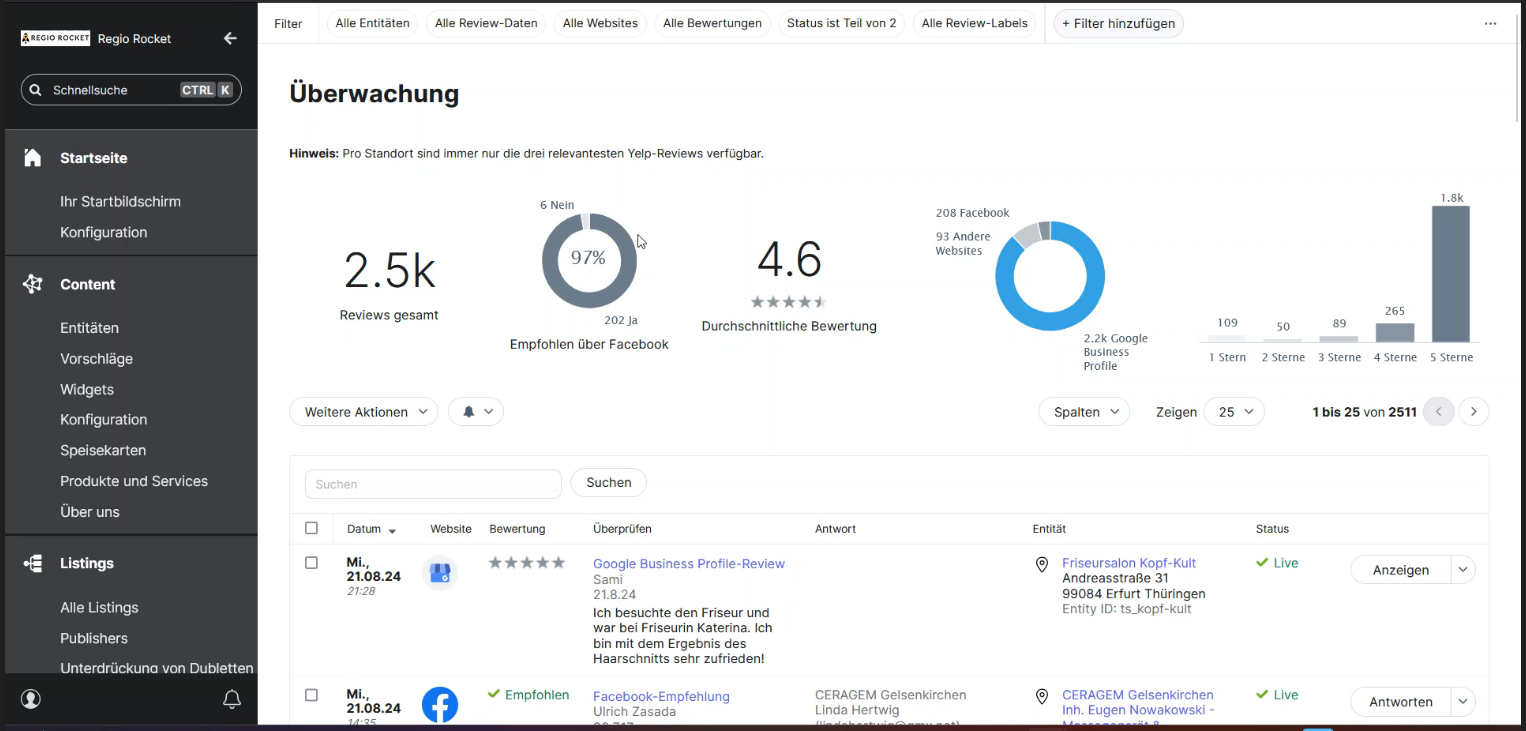 REGIO ROCKET Regio Rocket
Schnellsuche CTRL K
Startseite
Ihr Startbildschirm
Konfiguration
Content
Entitäten
Vorschläge
Widgets
Konfiguration
Speisekarten
Produkte und Services
Über uns
Listings
Alle Listings
Publishers
Unterdrückung von Dubletten
Filter Alle Entitäten Alle Review-Daten Alle Websites Alle Bewertungen Status ist Teil von 2 Alle Review-Labels + Filter hinzufügen ...
Überwachung
Hinweis: Pro Standort sind immer nur die drei relevantesten Yelp-Reviews verfügbar.
2.5k
Reviews gesamt
6 Nein
97%
202 Ja
Empfohlen über Facebook
4.6
Durchschnittliche Bewertung
208 Facebook
93 Andere
Websites
2.2k Google
Business
Profile
109 50 89 265 1.8k
1 Stern 2 Sterne 3 Sterne 4 Sterne 5 Sterne
Weitere Aktionen
Spalten Zeigen 25 1 bis 25 von 2511
Suchen Suchen
Datum Website Bewertung Überprüfen Antwort Entität Status
Mi.,
21.08.24
21:28
Google Business Profile-Review
Sami
21.8.24
Ich besuchte den Friseur und
war bei Friseurin Katerina. Ich
bin mit dem Ergebnis des
Haarschnitts sehr zufrieden!
Friseursalon Kopf-Kult
Andreasstraße 31
99084 Erfurt Thüringen
Entity ID: ts_kopf-kult
Live
Anzeigen
Mi.,
21.08.24
14:35
Empfohlen
Facebook-Empfehlung
Ulrich Zasada
CERAGEM Gelsenkirchen
Linda Hertwig
(lindahertwig@gmx.net)
CERAGEM Gelsenkirchen
Inh. Eugen Nowakowski -
Massagegerät &
Live
Antworten